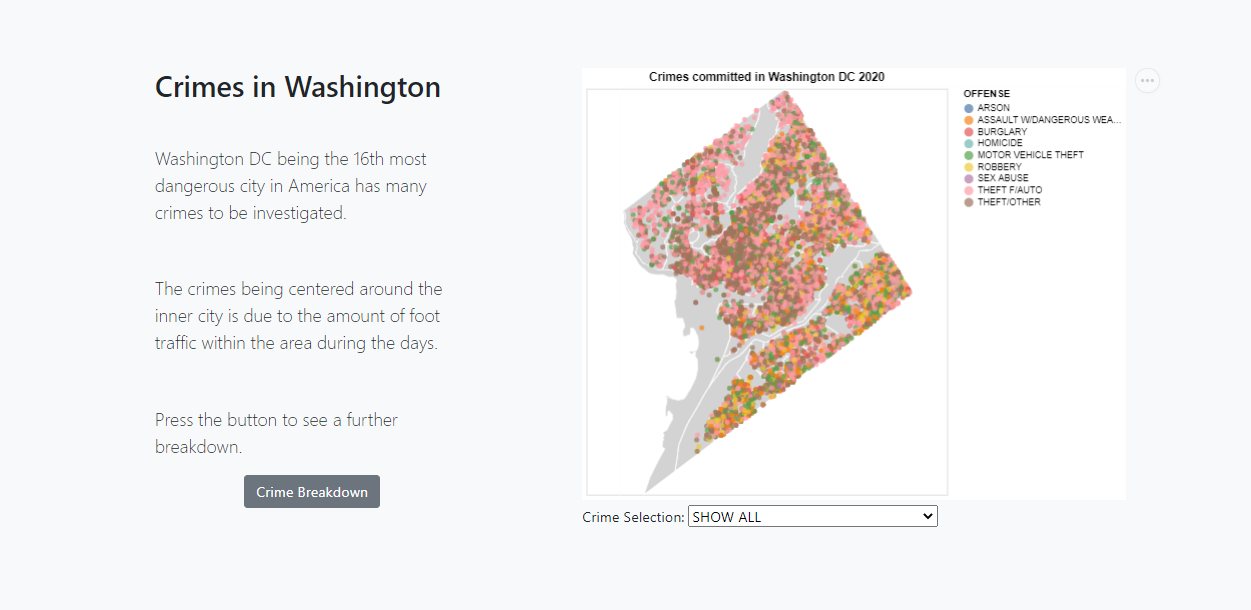 Crimes in Washington
Washington DC being the 16th most
dangerous city in America has many
crimes to be investigated.
The crimes being centered around the
inner city is due to the amount of foot
traffic within the area during the days.
Press the button to see a further
breakdown.
Crime Breakdown
Crimes committed in Washington DC 2020
OFFENSE
ARSON
ASSAULT W/DANGEROUS WEA...
BURGLARY
HOMICIDE
MOTOR VEHICLE THEFT
ROBBERY
SEX ABUSE
THEFT F/AUTO
THEFT/OTHER
Crime Selection: SHOW ALL